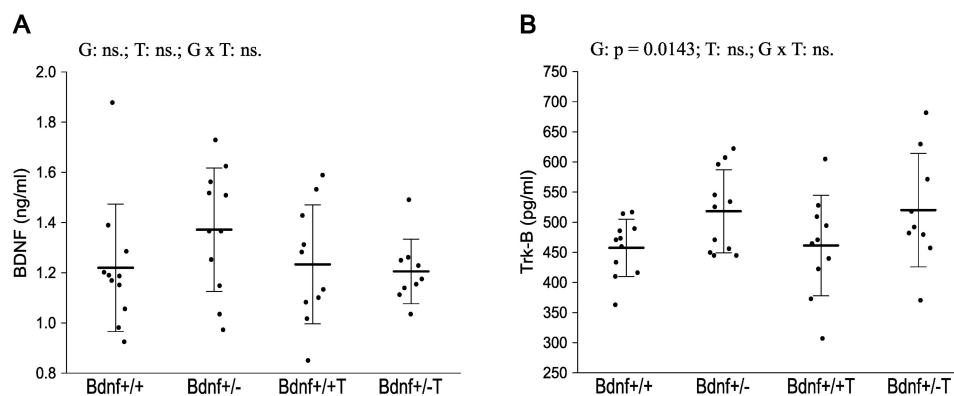 A
G: ns.; T: ns.; G x T: ns.
BDNF (ng/ml)
2.0
1.8
1.6
1.4
1.2
1.0
0.8
Bdnf+/+
Bdnf+/-
Bdnf+/+T
Bdnf+/-T
B
G: p = 0.0143; T: ns.; G x T: ns.
Trk-B (pg/ml)
750
700
650
600
550
500
450
400
350
300
250
Bdnf+/+
Bdnf+/-
Bdnf+/+T
Bdnf+/-T